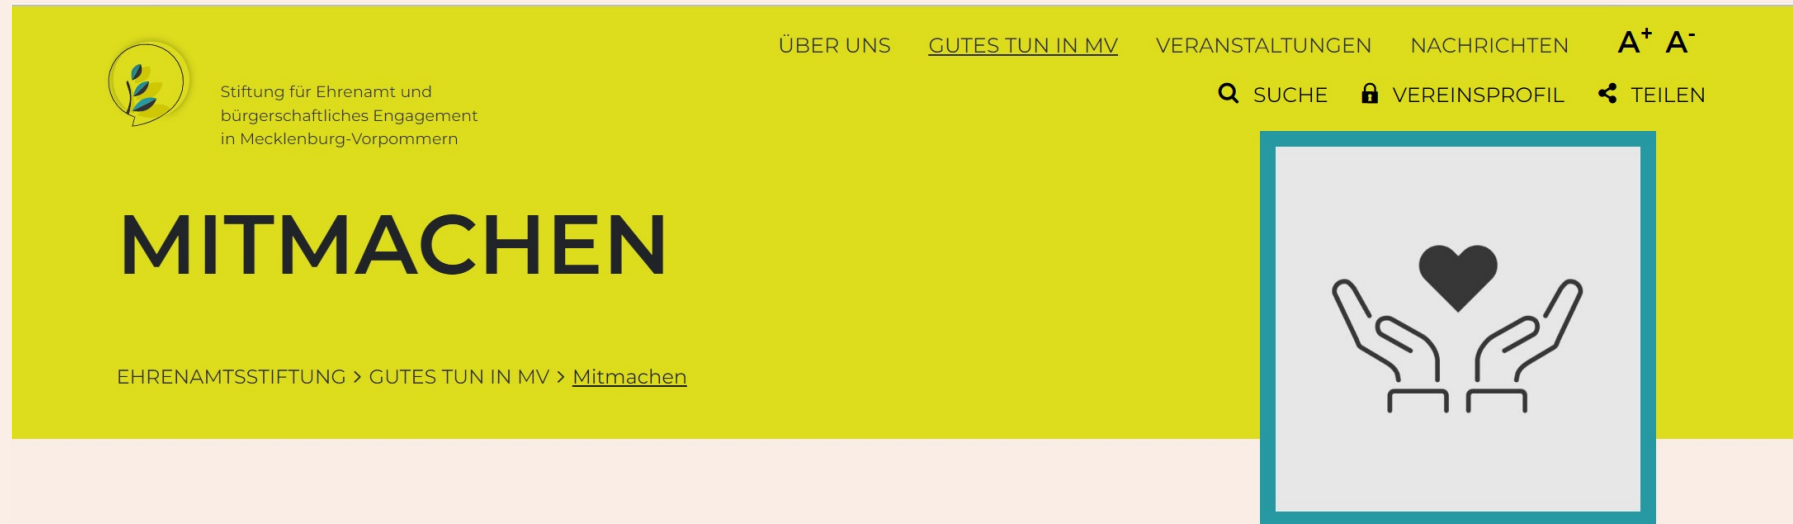 ÜBER UNS GUTES TUN IN MV VERANSTALTUNGEN NACHRICHTEN A+ A-
SUCHE VEREINSPROFIL TEILEN
Stiftung für Ehrenamt und
bürgerschaftliches Engagement
in Mecklenburg-Vorpommern
MITMACHEN
EHRENAMTSSTIFTUNG > GUTES TUN IN MV > Mitmachen